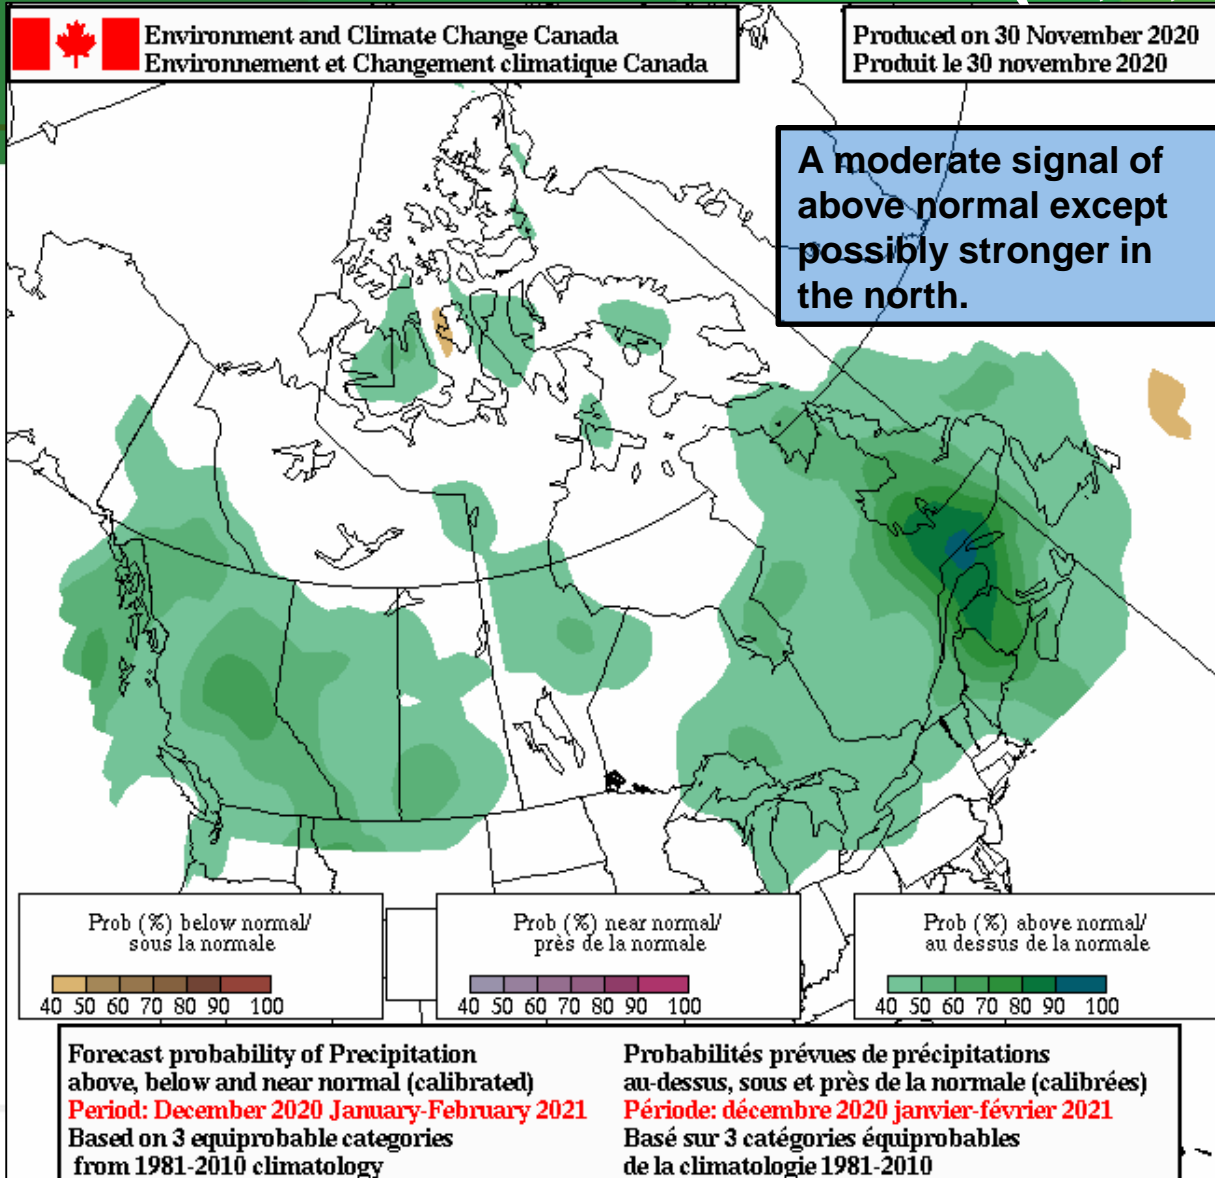 Environment and Climate Change Canada
Environnement et Changement climatique Canada
Produced on 30 November 2020
Produit le 30 novembre 2020
A moderate signal of
above normal except
possibly stronger in
the north.
Prob (%) below normal/
sous la normale
40 50 60 70 80 90 100
Prob (%) near normal/
près de la normale
40 50 60 70 80 90 100
Prob (%) above normal/
au dessus de la normale
40 50 60 70 80 90 100
Forecast probability of Precipitation
above, below and near normal (calibrated)
Period: December 2020 January-February 2021
Based on 3 equiprobable categories
from 1981-2010 climatology
Probabilités prévues de précipitations
au-dessus, sous et près de la normale (calibrées)
Période: décembre 2020 janvier-février 2021
Basé sur 3 catégories équiprobables
de la climatologie 1981-2010